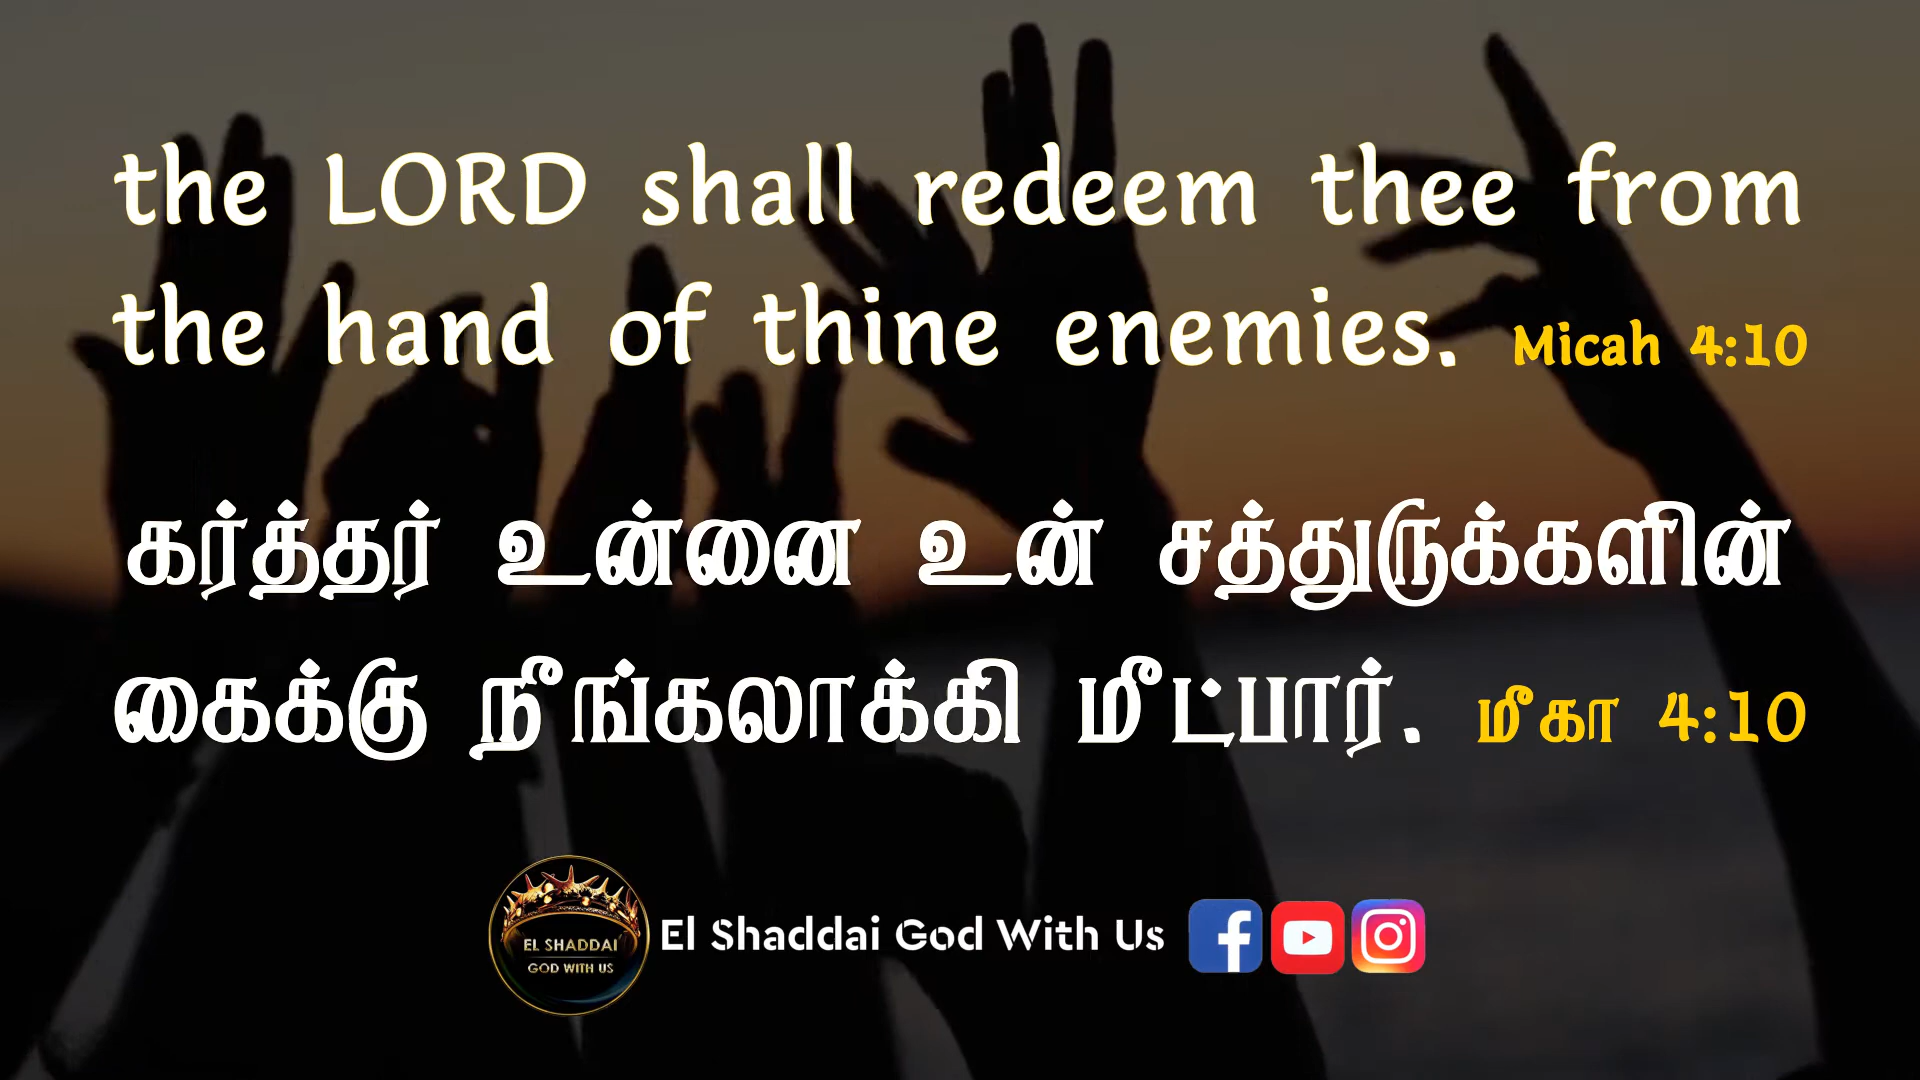 the LORD shall redeem thee from
the hand of thine enemies. Micah 4:10
கர்த்தர் உன்னை உன் சத்துருக்களின்
கைக்கு நீங்கலாக்கி மீட்பார். மீகா 4:10
EL SHADDAI
GOD WITH US
El Shaddai God With Us